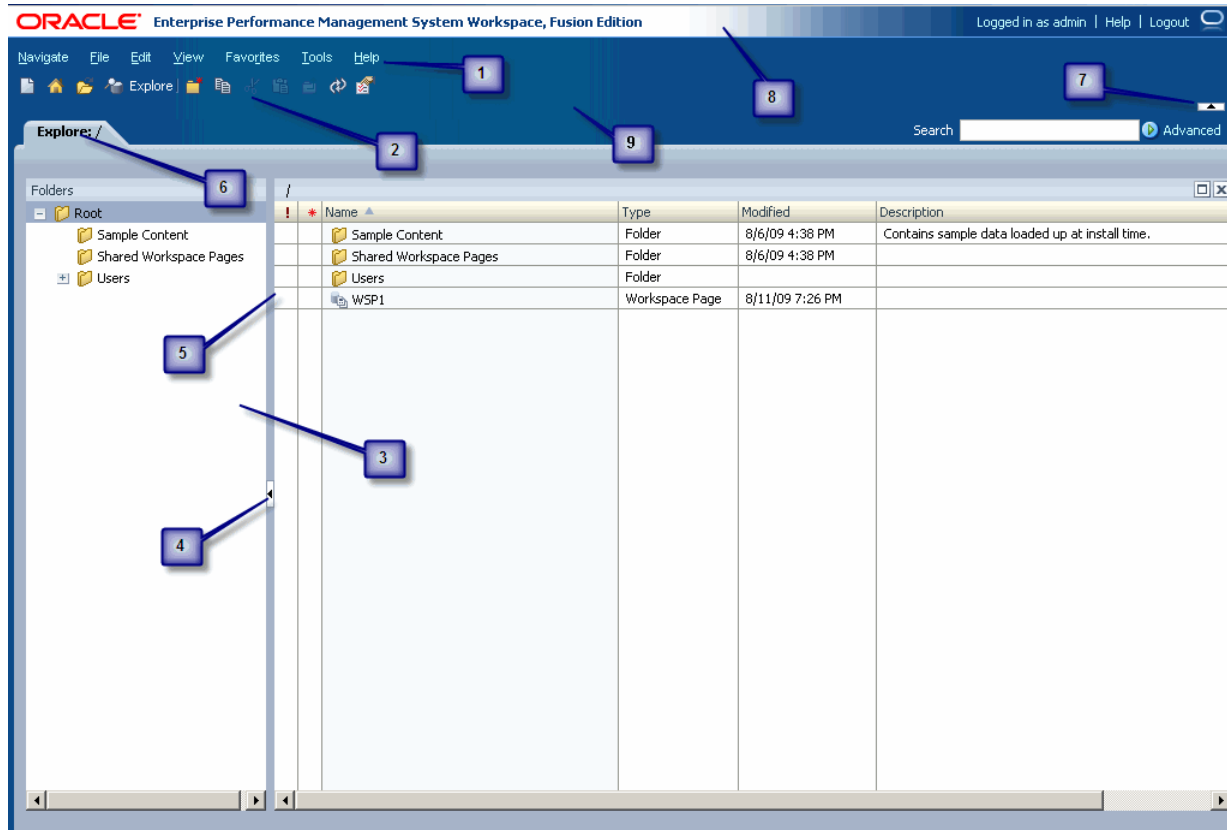 ORACLE Enterprise Performance Management System Workspace, Fusion Edition Logged in as admin | Help | Logout
Navigate File Edit View Favorites Tools Help
1
7
Explore
8
2
9
Explore: /
Search Advanced
6
Folders
/
Root
! * Name Type Modified Description
Sample Content
Sample Content Folder 8/6/09 4:38 PM Contains sample data loaded up at install time.
Shared Workspace Pages
Shared Workspace Pages Folder 8/6/09 4:38 PM
Users
Users Folder
WSP1 Workspace Page 8/11/09 7:26 PM
5
3
4